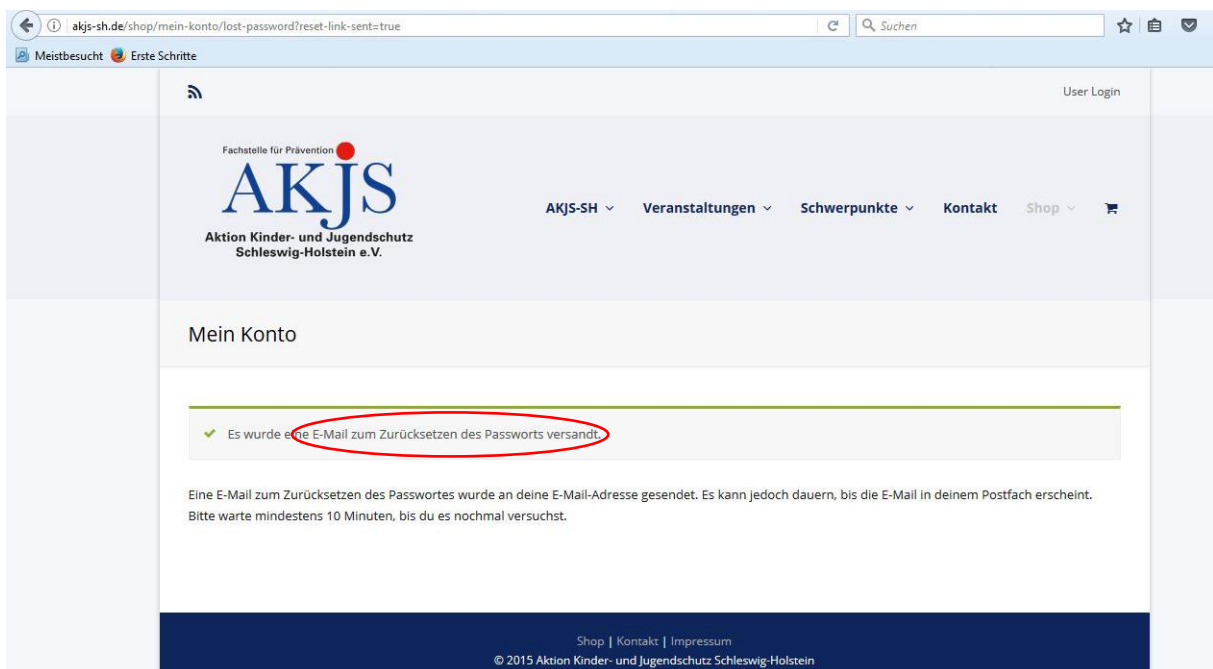 akjs-sh.de/shop/mein-konto/lost-password?reset-link-sent=true
Suchen
Meistbesucht Erste Schritte
User Login
Fachstelle für Prävention
AKJS
Aktion Kinder- und Jugendschutz
Schleswig-Holstein e.V.
AKJS-SH Veranstaltungen Schwerpunkte Kontakt Shop
Mein Konto
Es wurde eine E-Mail zum Zurücksetzen des Passworts versandt.
Eine E-Mail zum Zurücksetzen des Passwortes wurde an deine E-Mail-Adresse gesendet. Es kann jedoch dauern, bis die E-Mail in deinem Postfach erscheint.
Bitte warte mindestens 10 Minuten, bis du es nochmal versuchst.
Shop | Kontakt | Impressum
© 2015 Aktion Kinder- und Jugendschutz Schleswig-Holstein